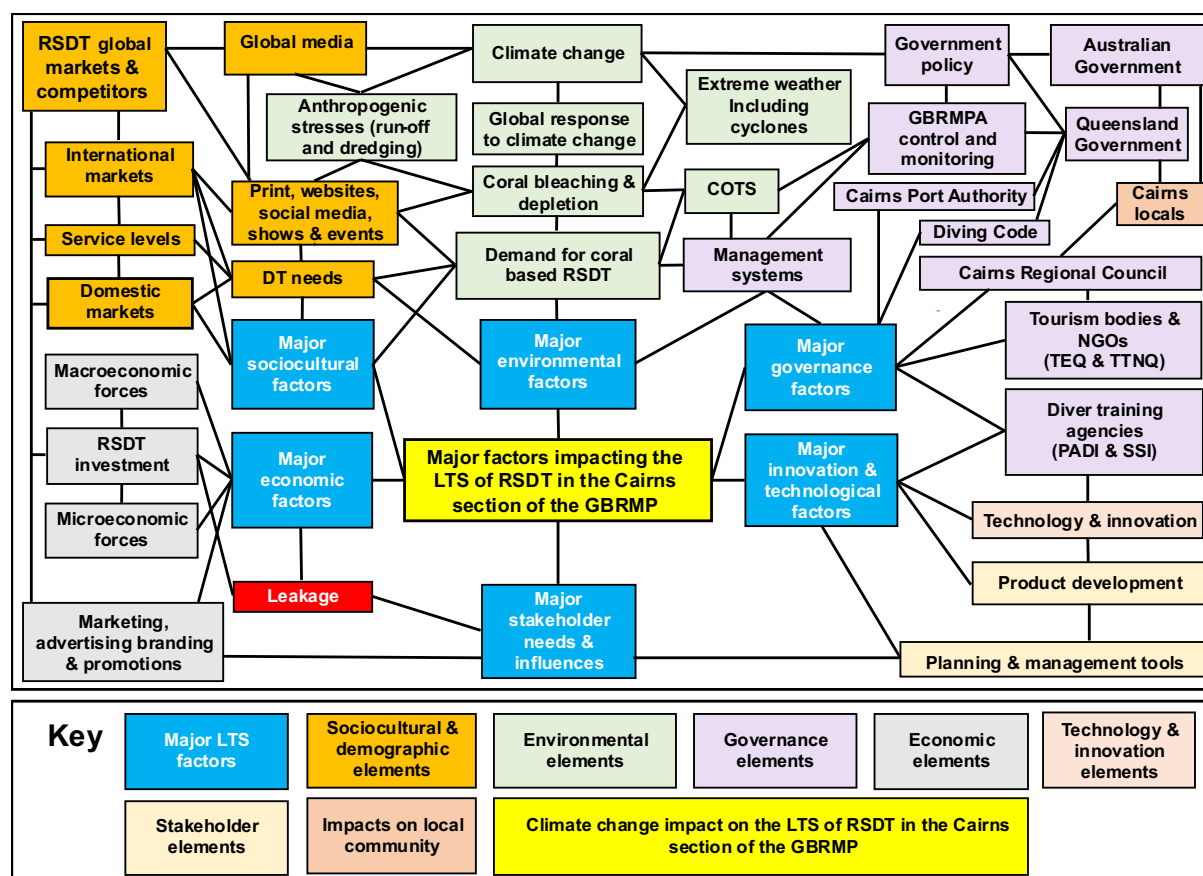 RSDT global
markets &
competitors
Global media
Climate change
Government
policy
Australian
Government
Anthropogenic
stresses (run-off
and dredging)
Global response
to climate change
Extreme weather
Including
cyclones
GBRMPA
control and
monitoring
Queensland
Government
International
markets
Print, websites,
social media,
shows & events
Coral bleaching &
depletion
COTS
Cairns Port Authority
Cairns
locals
Service levels
Diving Code
DT needs
Demand for coral
based RSDT
Management
systems
Cairns Regional Council
Domestic
markets
Major
sociocultural
factors
Major
environmental
factors
Major
governance
factors
Tourism bodies &
NGOs
(TEQ & TTNQ)
Macroeconomic
forces
RSDT
investment
Major
economic
factors
Major factors impacting the
LTS of RSDT in the Cairns
section of the GBRMP
Major
innovation &
technological
factors
Diver training
agencies
(PADI & SSI)
Microeconomic
forces
Technology & innovation
Leakage
Major
stakeholder
needs &
influences
Product development
Marketing,
advertising branding
& promotions
Planning & management tools
Key
Major LTS
factors
Sociocultural &
demographic
elements
Environmental
elements
Governance
elements
Economic
elements
Technology &
innovation
elements
Stakeholder
elements
Impacts on local
community
Climate change impact on the LTS of RSDT in the Cairns
section of the GBRMP